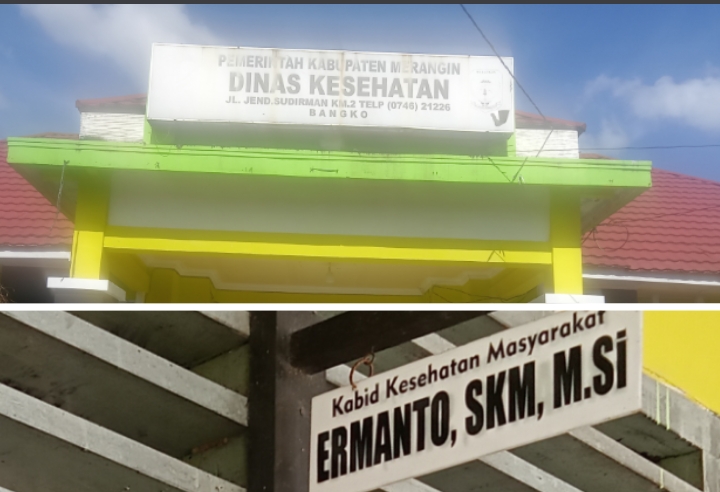 PEMERINTAH KABUPATEN MERANGIN
DINAS KESEHATAN
JL. JEND.SUDIRMAN KM.2 TELP (0746) 21226
BANGKO
Kabid Kesehatan Masyarakat
ERMANTO, SKM, M.Si